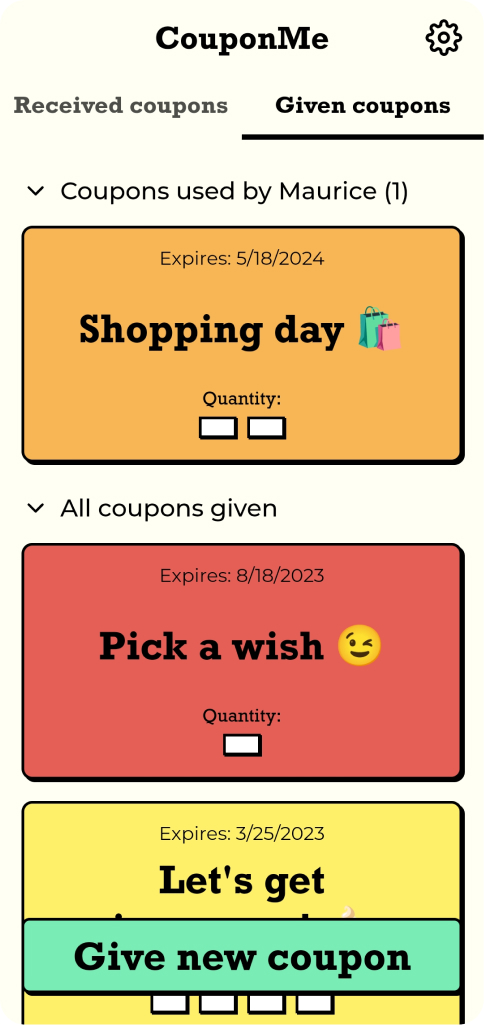 CouponMe
Received coupons
Given coupons
Coupons used by Maurice (1)
Expires: 5/18/2024
Shopping day 🛍️
Quantity:
All coupons given
Expires: 8/18/2023
Pick a wish 😉
Quantity:
Expires: 3/25/2023
Let's get
Give new coupon